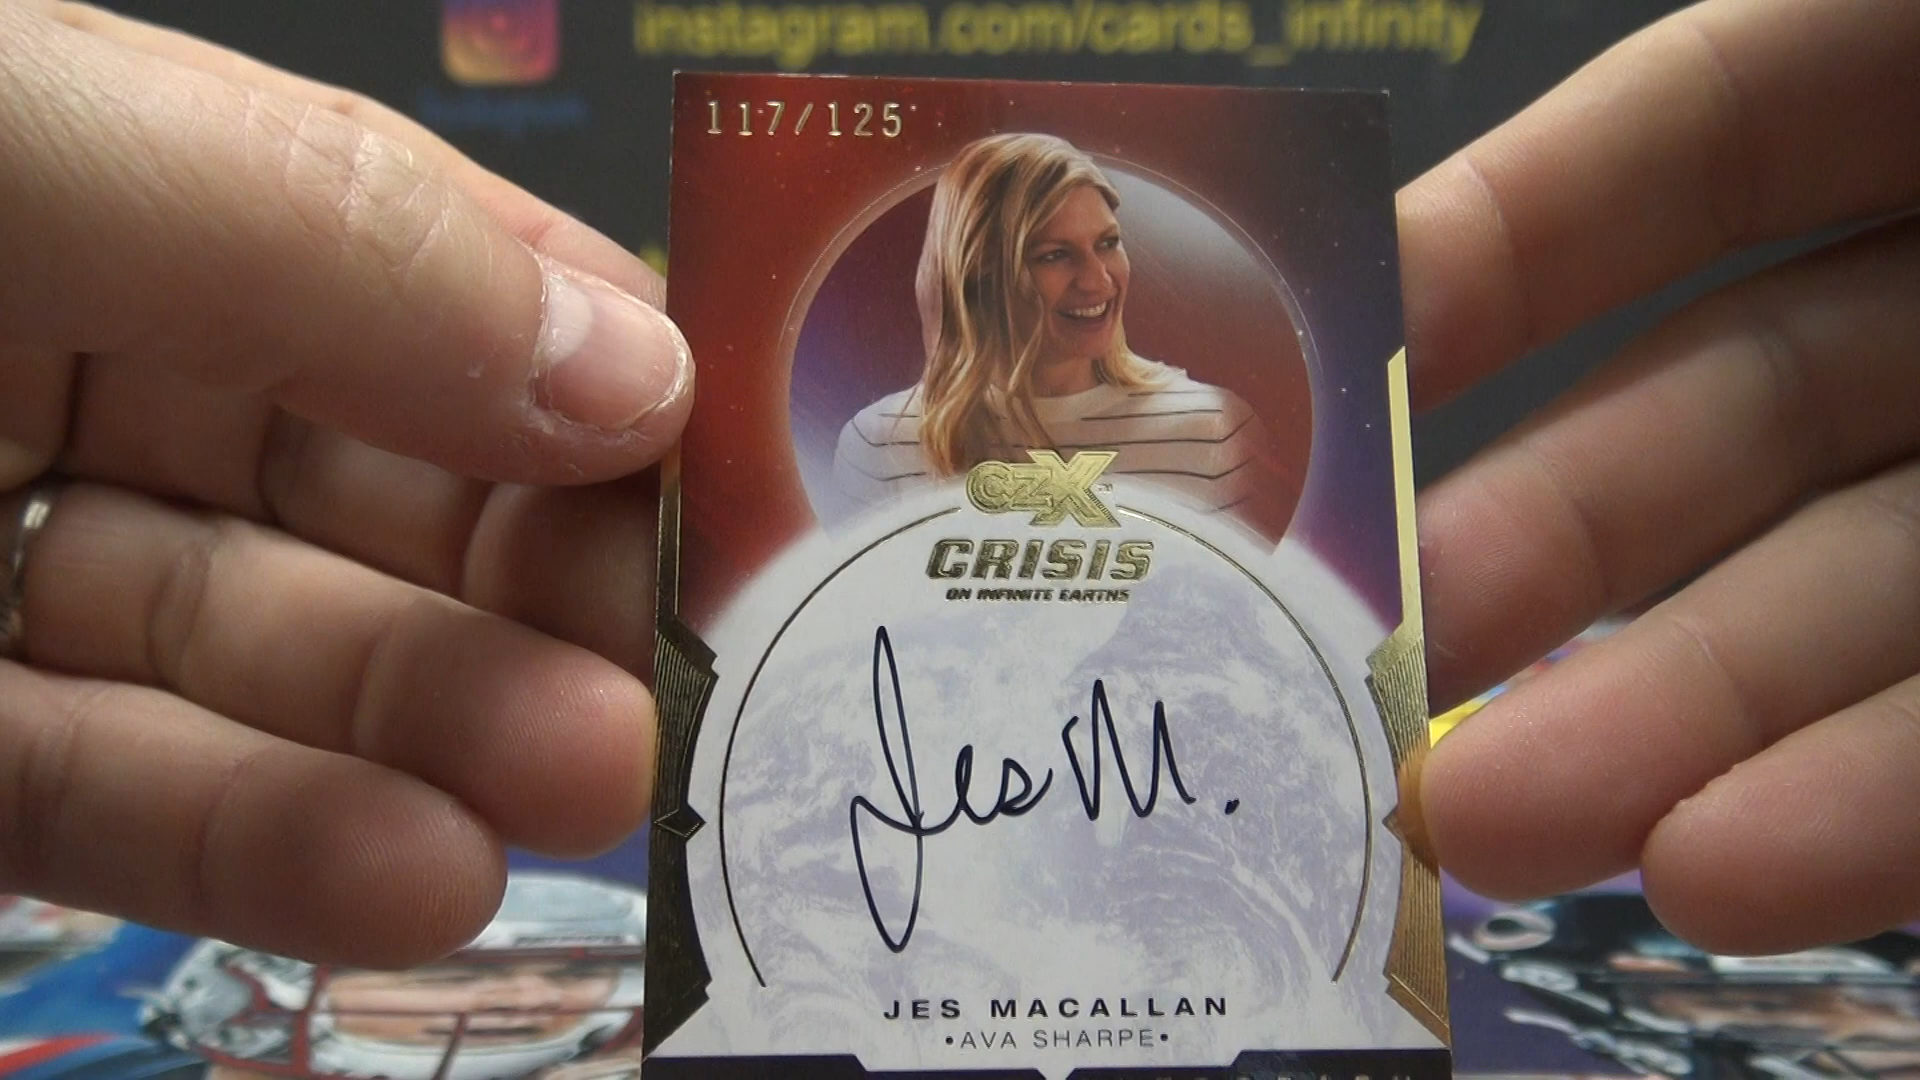 instagram.com/cards_infinity
117/125
CZX
CRISIS
ON INFINITE EARTHS
Jes M.
JES MACALLAN
•AVA SHARPE•